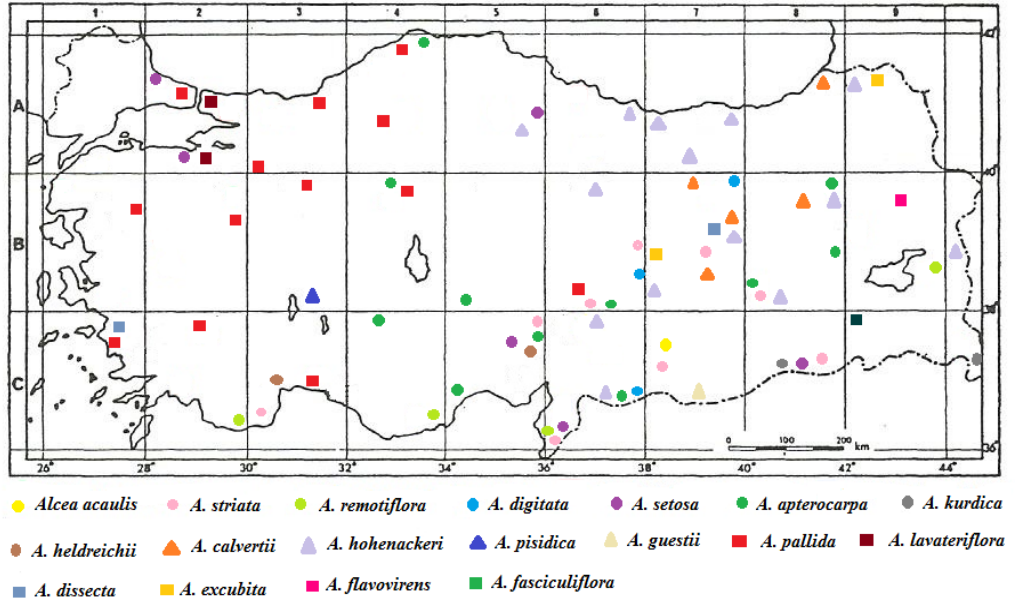 1 2 3 4 5 6 7 8 9
A
40
B
C
36
26° 28° 30° 32° 34° 36° 38° 40° 42° 44°
0 100 200 km
Alcea acaulis A. striata A. remotiflora A. digitata A. setosa A. apterocarpa A. kurdica
A. heldreichii A. calvertii A. hohenackeri A. pisidica A. guestii A. pallida A. lavateriflora
A. dissecta A. excubita A. flavovirens A. fasciculiflora